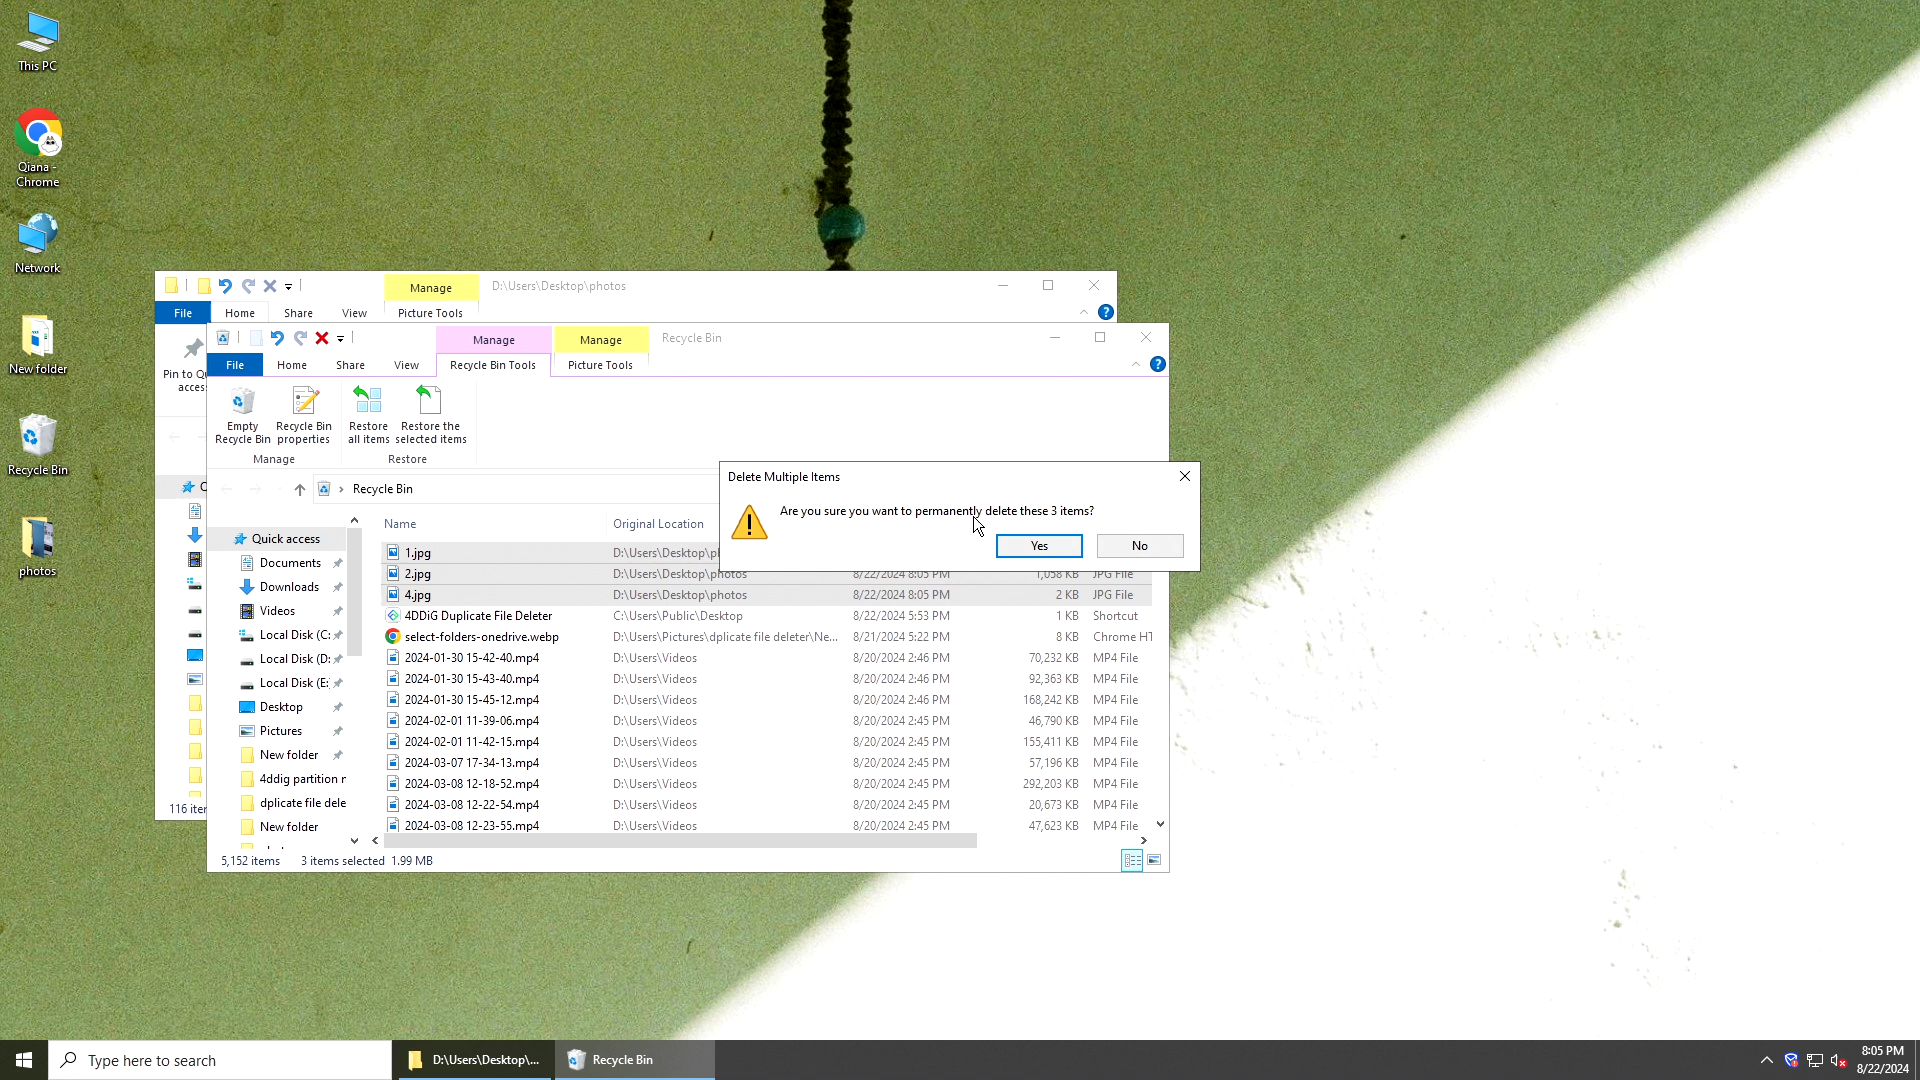 This PC
Qiana -
Chrome
Network
New folder
Recycle Bin
photos
Manage
D:\Users\Desktop\photos
File
Home
Share
View
Picture Tools
Pin to Qu
acces
Manage
Manage
Recycle Bin
File
Home
Share
View
Recycle Bin Tools
Picture Tools
Empty
Recycle Bin
Recycle Bin
properties
Restore
all items
Restore the
selected items
Manage
Restore
Recycle Bin
Delete Multiple Items
Are you sure you want to permanently delete these 3 items?
Yes
No
Name
Original Location
Quick access
Documents
Downloads
Videos
Local Disk (C:
Local Disk (D:
Local Disk (E:
Desktop
Pictures
New folder
4ddig partition r
dplicate file dele
New folder
1.jpg D:\Users\Desktop\ph
2.jpg D:\Users\Desktop\photos 8/22/2024 8:05 PM 1,058 KB JPG File
4.jpg D:\Users\Desktop\photos 8/22/2024 8:05 PM 2 KB JPG File
4DDiG Duplicate File Deleter C:\Users\Public\Desktop 8/22/2024 5:53 PM 1 KB Shortcut
select-folders-onedrive.webp D:\Users\Pictures\dplicate file deleter\Ne... 8/21/2024 5:22 PM 8 KB Chrome HT
2024-01-30 15-42-40.mp4 D:\Users\Videos 8/20/2024 2:46 PM 70,232 KB MP4 File
2024-01-30 15-43-40.mp4 D:\Users\Videos 8/20/2024 2:46 PM 92,363 KB MP4 File
2024-01-30 15-45-12.mp4 D:\Users\Videos 8/20/2024 2:46 PM 168,242 KB MP4 File
2024-02-01 11-39-06.mp4 D:\Users\Videos 8/20/2024 2:45 PM 46,790 KB MP4 File
2024-02-01 11-42-15.mp4 D:\Users\Videos 8/20/2024 2:45 PM 155,411 KB MP4 File
2024-03-07 17-34-13.mp4 D:\Users\Videos 8/20/2024 2:45 PM 57,196 KB MP4 File
2024-03-08 12-18-52.mp4 D:\Users\Videos 8/20/2024 2:45 PM 292,203 KB MP4 File
2024-03-08 12-22-54.mp4 D:\Users\Videos 8/20/2024 2:45 PM 20,673 KB MP4 File
2024-03-08 12-23-55.mp4 D:\Users\Videos 8/20/2024 2:45 PM 47,623 KB MP4 File
116 iter
5,152 items 3 items selected 1.99 MB
Type here to search
D:\Users\Desktop\...
Recycle Bin
8:05 PM
8/22/2024